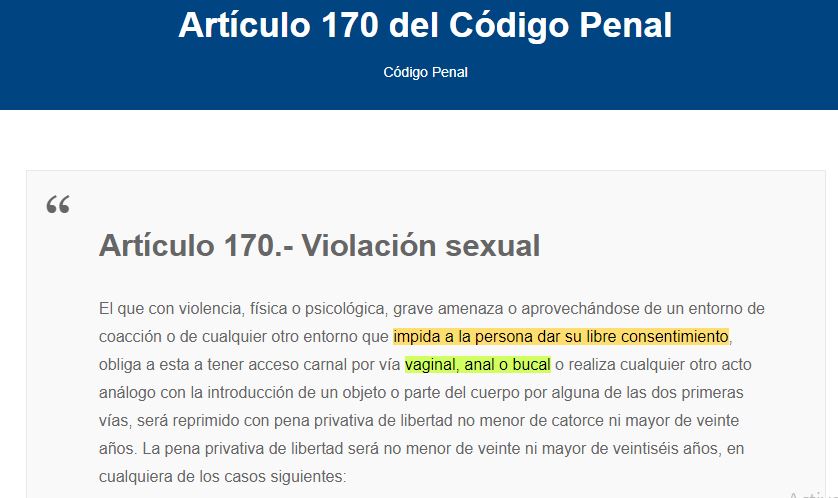 Artículo 170 del Código Penal
Código Penal
“
Artículo 170.- Violación sexual
El que con violencia, física o psicológica, grave amenaza o aprovechándose de un entorno de
coacción o de cualquier otro entorno que impida a la persona dar su libre consentimiento,
obliga a esta a tener acceso carnal por vía vaginal, anal o bucal o realiza cualquier otro acto
análogo con la introducción de un objeto o parte del cuerpo por alguna de las dos primeras
vías, será reprimido con pena privativa de libertad no menor de catorce ni mayor de veinte
años. La pena privativa de libertad será no menor de veinte ni mayor de veintiséis años, en
cualquiera de los casos siguientes: